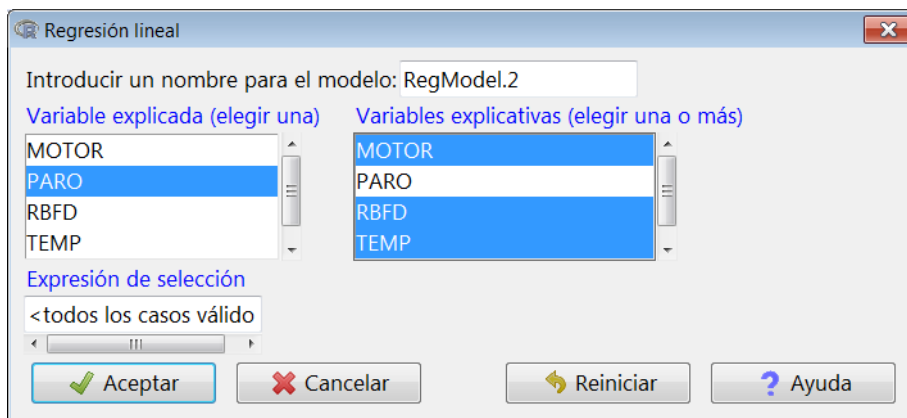 Regresión lineal
Introducir un nombre para el modelo: RegModel.2
Variable explicada (elegir una) Variables explicativas (elegir una o más)
MOTOR MOTOR
PARO PARO
RBFD RBFD
TEMP TEMP
Expresión de selección
<todos los casos válido
Aceptar Cancelar Reiniciar Ayuda